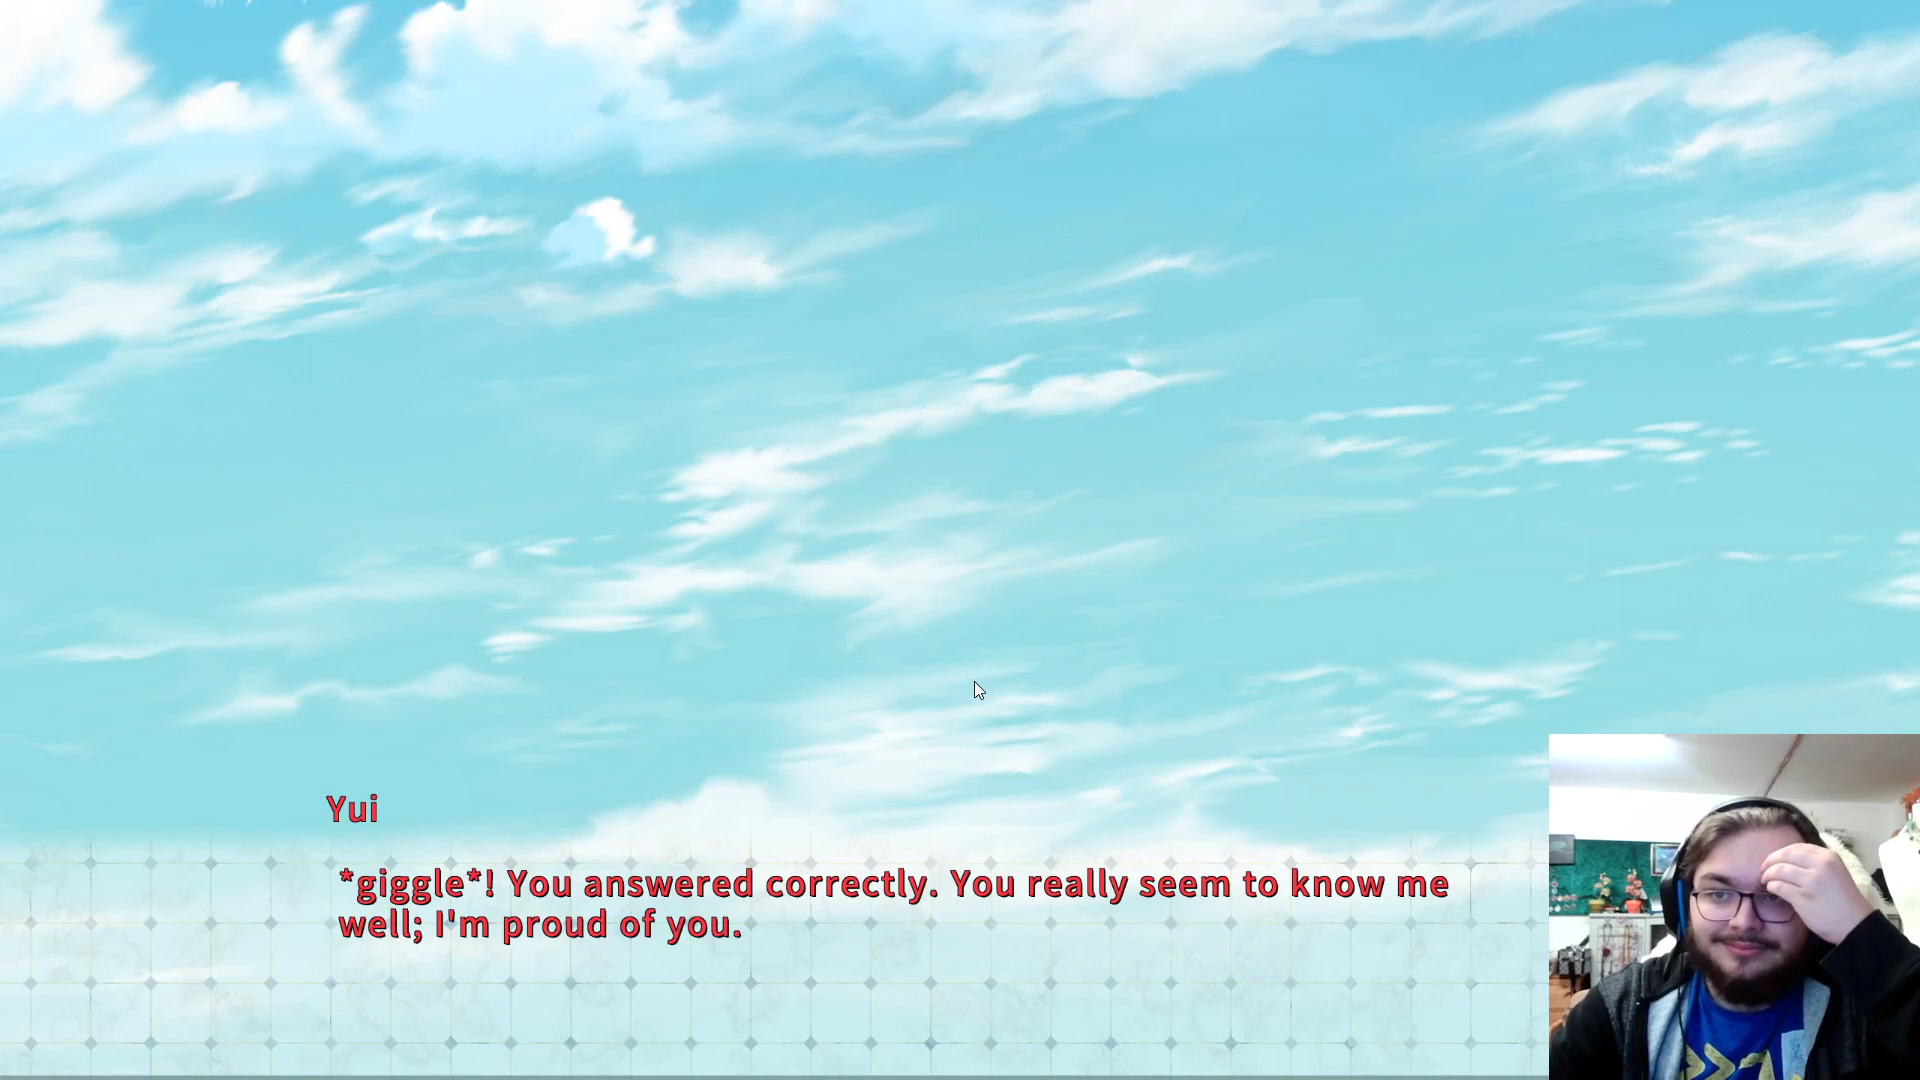 Yui
*giggle*! You answered correctly. You really seem to know me
well; I'm proud of you.